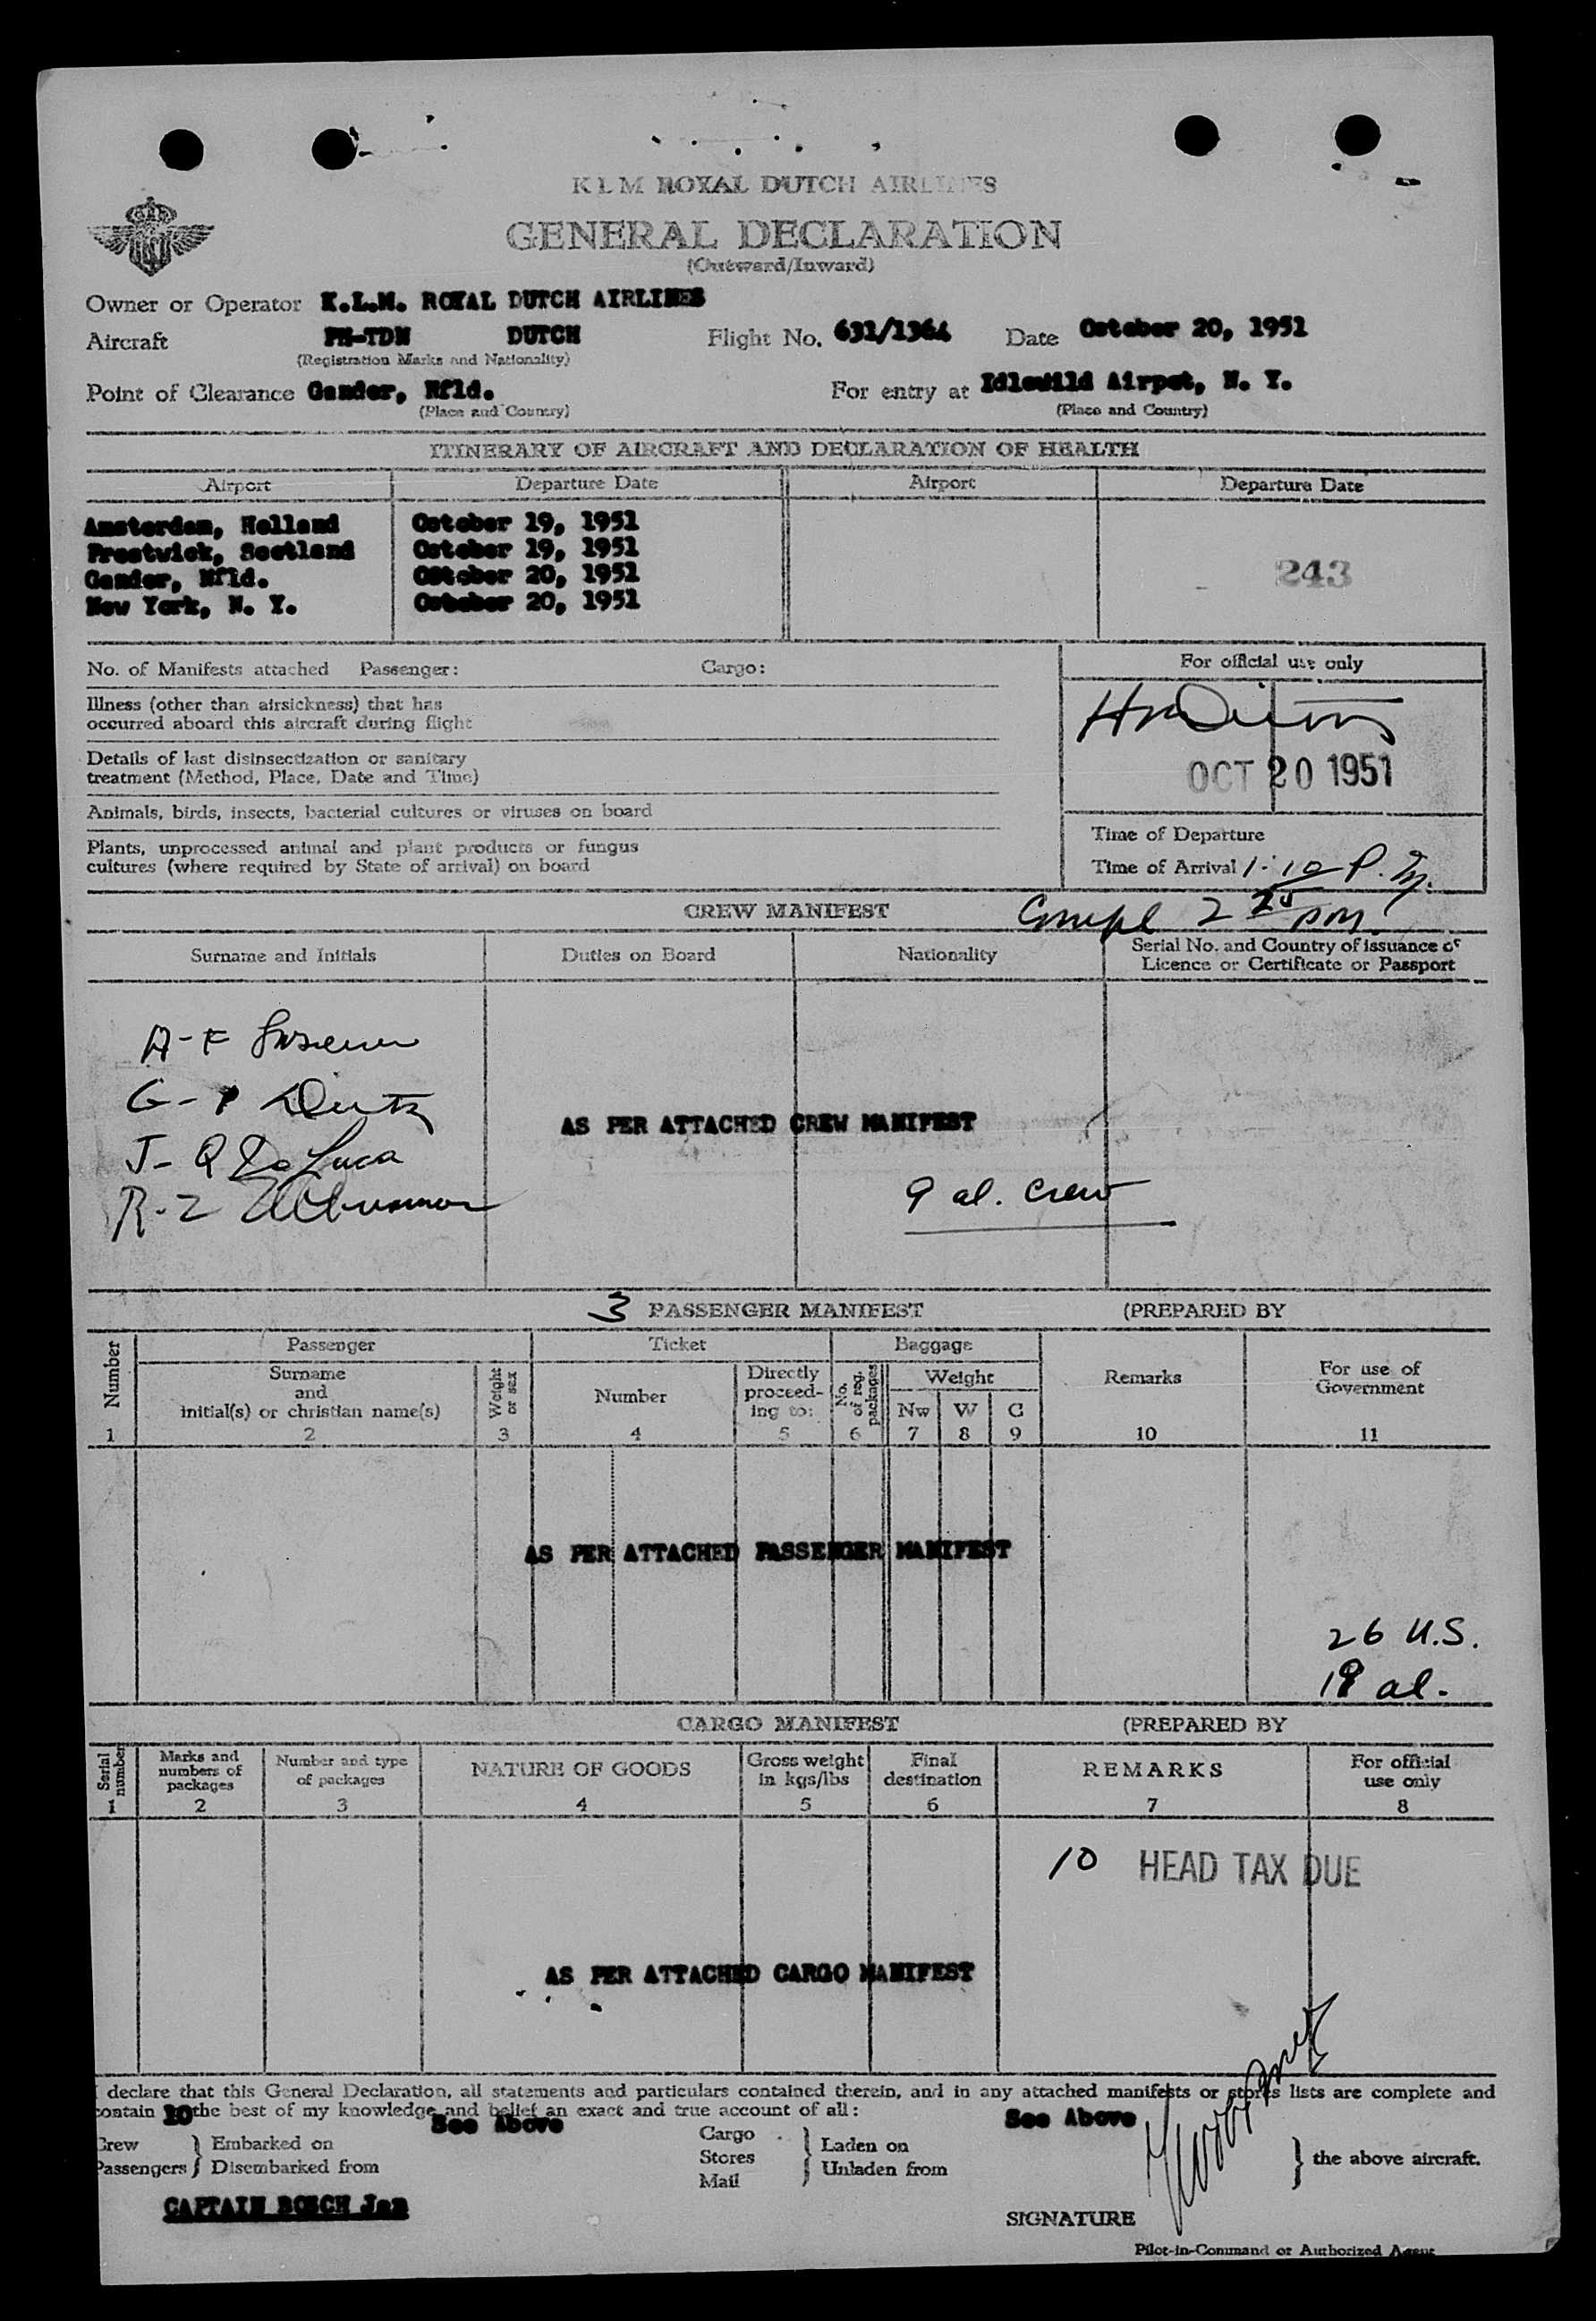 KLM ROYAL DUTCH AIRLINES
GENERAL DECLARATION
(Outward/Inward)
Owner or Operator K.L.M. ROYAL DUTCH AIRLINES
Aircraft PH-TDN DUTCH Flight No. 631/1364 Date October 20, 1951
(Registration Marks and Nationality)
Point of Clearance Gander, Nfld. For entry at Idlewild Airpot, N. Y.
(Place and Country) (Place and Country)
ITINERARY OF AIRCRAFT AND DECLARATION OF HEALTH
Airport Departure Date Airport Departure Date
Amsterdam, Holland October 19, 1951
Prestwick, Scotland October 19, 1951
Gander, Nfld. October 20, 1951
New York, N. Y. October 20, 1951
243
No. of Manifests attached Passenger: Cargo:
For official use only
Illness (other than airsickness) that has
occurred aboard this aircraft during flight
Details of last disinsectization or sanitary
treatment (Method, Place, Date and Time)
OCT 20 1951
Animals, birds, insects, bacterial cultures or viruses on board
Plants, unprocessed animal and plant products or fungus
cultures (where required by State of arrival) on board
Time of Departure
Time of Arrival 1:10 P.M.
CREW MANIFEST
Compl 2 20 pm.
Surname and Initials Duties on Board Nationality Serial No. and Country of issuance of
Licence or Certificate or Passport
A-F
G-
J-Q De Luca
R-Z
AS PER ATTACHED CREW MANIFEST
9 al. crew
3 PASSENGER MANIFEST (PREPARED BY
Number Passenger Ticket Baggage Remarks For use of Government
Surname and initial(s) or christian name(s) Weight or sex Number Directly proceeding to: No. of reg. packages Weight
Nw W C
1 2 3 4 5 6 7 8 9 10 11
AS PER ATTACHED PASSENGER MANIFEST
26 U.S.
18 al.
CARGO MANIFEST (PREPARED BY
Serial number Marks and numbers of packages Number and type of packages NATURE OF GOODS Gross weight in kgs/lbs Final destination REMARKS For official use only
1 2 3 4 5 6 7 8
10 HEAD TAX DUE
AS PER ATTACHED CARGO MANIFEST
declare that this General Declaration, all statements and particulars contained therein, and in any attached manifests or stores lists are complete and
contain 10 the best of my knowledge and belief an exact and true account of all:
See Above See Above
Crew Passengers } Embarked on Disembarked from
Cargo Stores Mail } Laden on Unladen from } the above aircraft.
CAPTAIN BOSCH Jan
SIGNATURE
Pilot-in-Command or Authorized Agent